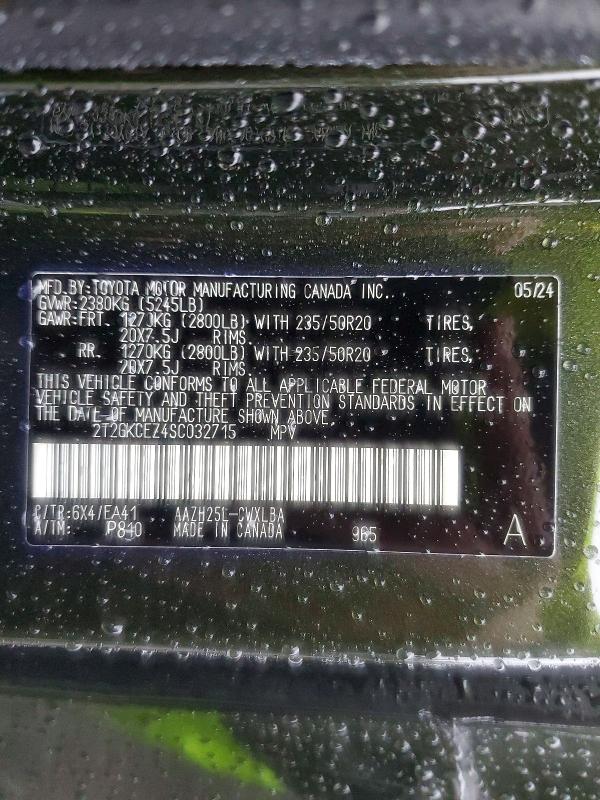 MFD.BY:TOYOTA MOTOR MANUFACTURING CANADA INC. 05/24
GVWR:2380KG (5245LB)
GAWR:FRT. 1270KG (2800LB) WITH 235/50R20 TIRES,
20X7.5J RIMS.
RR. 1270KG (2800LB) WITH 235/50R20 TIRES,
20X7.5J RIMS.
THIS VEHICLE CONFORMS TO ALL APPLICABLE FEDERAL MOTOR
VEHICLE SAFETY AND THEFT PREVENTION STANDARDS IN EFFECT ON
THE DATE OF MANUFACTURE SHOWN ABOVE.
2T2GKCEZ4SC032715 MPV
C/TR:6X4/EA41 AAZH25L-CWXLBA
A/TM: P810 MADE IN CANADA 965 A